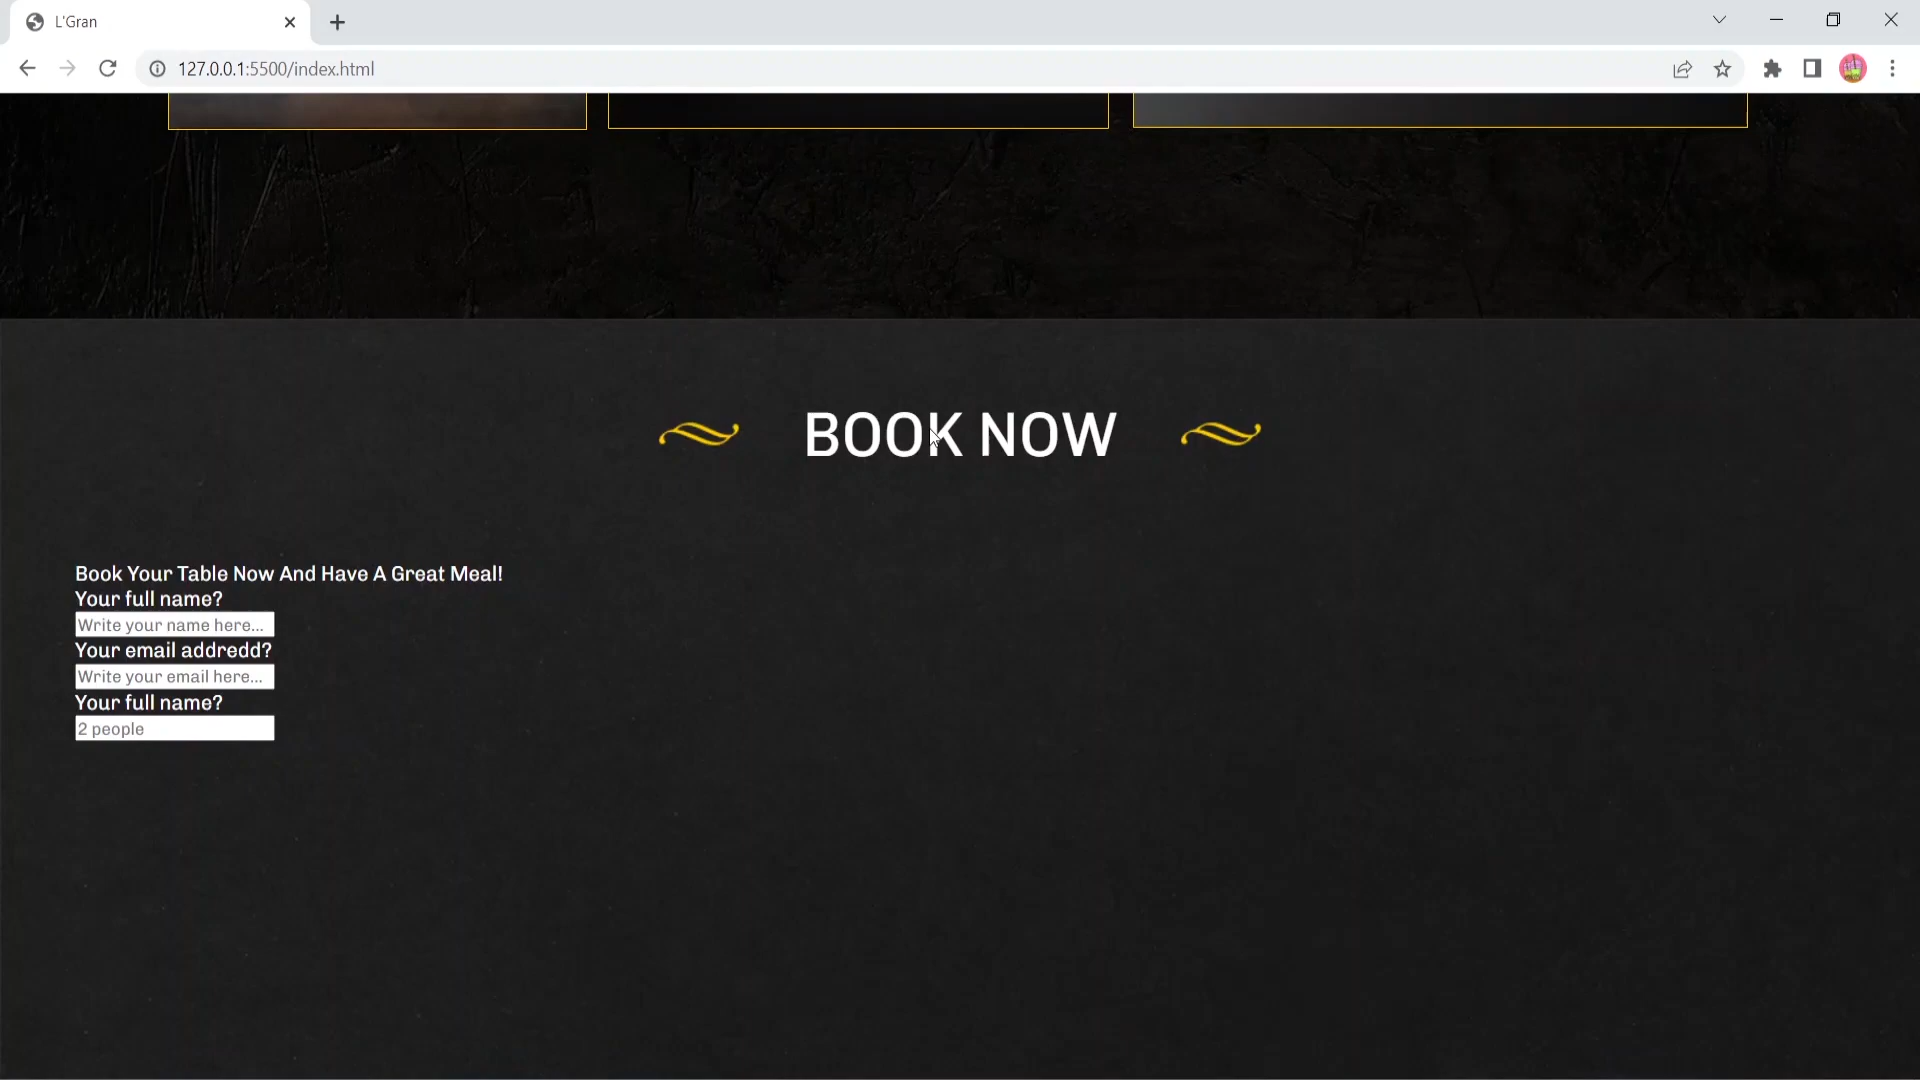 L'Gran
127.0.0.1:5500/index.html
BOOK NOW
Book Your Table Now And Have A Great Meal!
Your full name?
Write your name here...
Your email addredd?
Write your email here...
Your full name?
2 people